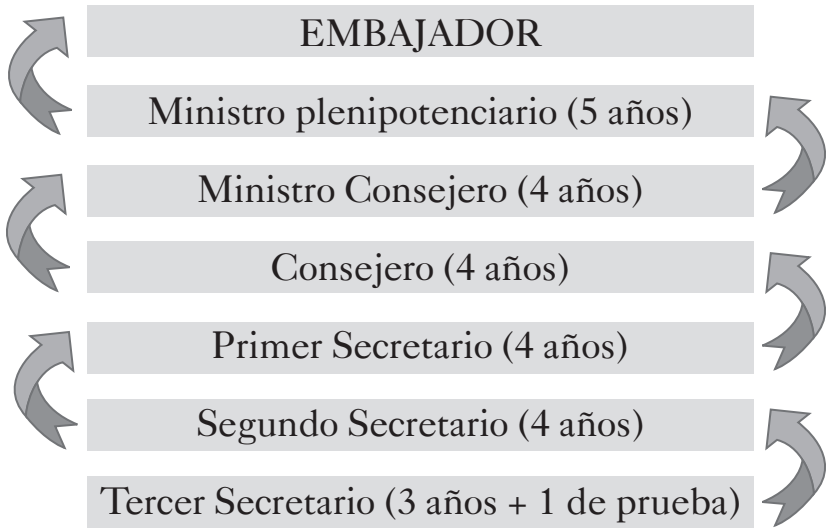 EMBAJADOR
Ministro plenipotenciario (5 años)
Ministro Consejero (4 años)
Consejero (4 años)
Primer Secretario (4 años)
Segundo Secretario (4 años)
Tercer Secretario (3 años + 1 de prueba)